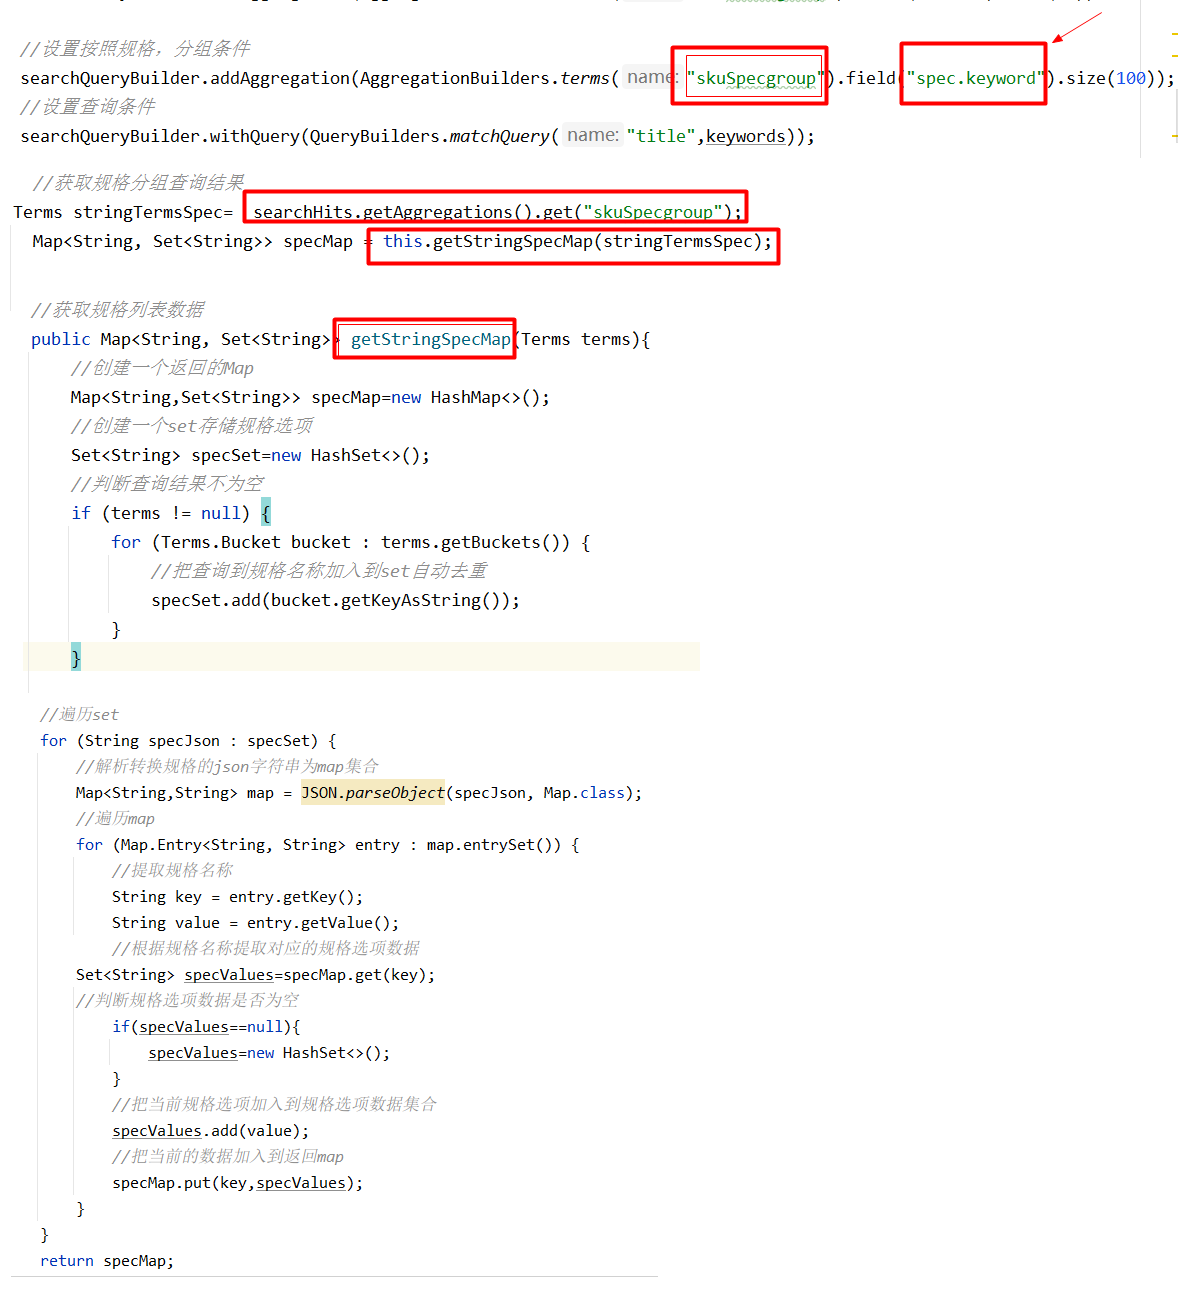 //设置按照规格，分组条件
searchQueryBuilder.addAggregation(AggregationBuilders.terms( name: "skuSpecgroup").field("spec.keyword").size(100));
//设置查询条件
searchQueryBuilder.withQuery(QueryBuilders.matchQuery( name: "title",keywords));
//获取规格分组查询结果
Terms stringTermsSpec= searchHits.getAggregations().get("skuSpecgroup");
Map<String, Set<String>> specMap = this.getStringSpecMap(stringTermsSpec);
//获取规格列表数据
public Map<String, Set<String>> getStringSpecMap(Terms terms){
//创建一个返回的Map
Map<String,Set<String>> specMap=new HashMap<>();
//创建一个set存储规格选项
Set<String> specSet=new HashSet<>();
//判断查询结果不为空
if (terms != null) {
for (Terms.Bucket bucket : terms.getBuckets()) {
//把查询到规格名称加入到set自动去重
specSet.add(bucket.getKeyAsString());
}
}
//遍历set
for (String specJson : specSet) {
//解析转换规格的json字符串为map集合
Map<String,String> map = JSON.parseObject(specJson, Map.class);
//遍历map
for (Map.Entry<String, String> entry : map.entrySet()) {
//提取规格名称
String key = entry.getKey();
String value = entry.getValue();
//根据规格名称提取对应的规格选项数据
Set<String> specValues=specMap.get(key);
//判断规格选项数据是否为空
if(specValues==null){
specValues=new HashSet<>();
}
//把当前规格选项加入到规格选项数据集合
specValues.add(value);
//把当前的数据加入到返回map
specMap.put(key,specValues);
}
}
return specMap;